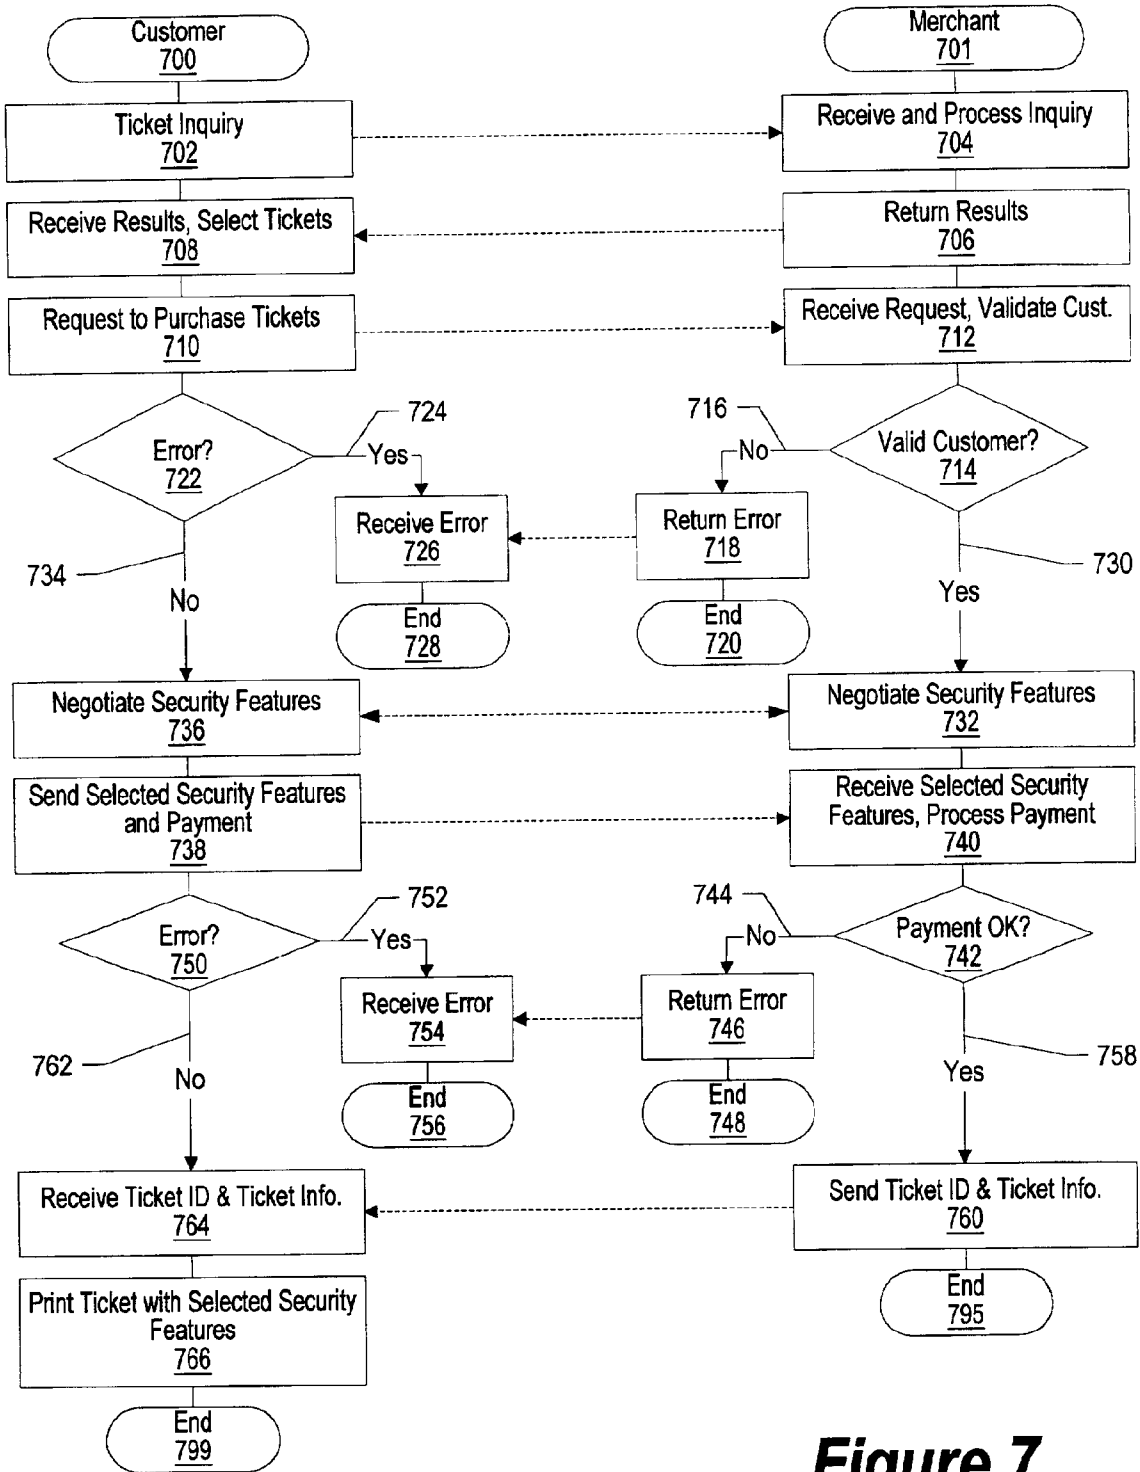 Customer
700
Merchant
701
Ticket Inquiry
702
Receive and Process Inquiry
704
Receive Results, Select Tickets
708
Return Results
706
Request to Purchase Tickets
710
Receive Request, Validate Cust.
712
Error?
722
724
Yes
716
No
Valid Customer?
714
Receive Error
726
Return Error
718
734
No
730
Yes
End
728
End
720
Negotiate Security Features
736
Negotiate Security Features
732
Send Selected Security Features
and Payment
738
Receive Selected Security
Features, Process Payment
740
Error?
750
752
Yes
744
No
Payment OK?
742
Receive Error
754
Return Error
746
762
No
758
Yes
End
756
End
748
Receive Ticket ID & Ticket Info.
764
Send Ticket ID & Ticket Info.
760
Print Ticket with Selected Security
Features
766
End
795
End
799
Figure 7